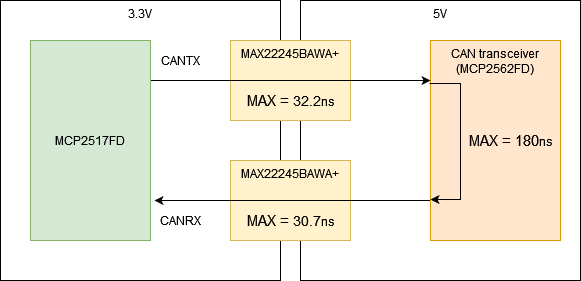 3.3V
5V
MCP2517FD
CANTX
MAX22245BAWA+
MAX = 32.2ns
CAN transceiver
(MCP2562FD)
MAX = 180ns
MAX22245BAWA+
MAX = 30.7ns
CANRX